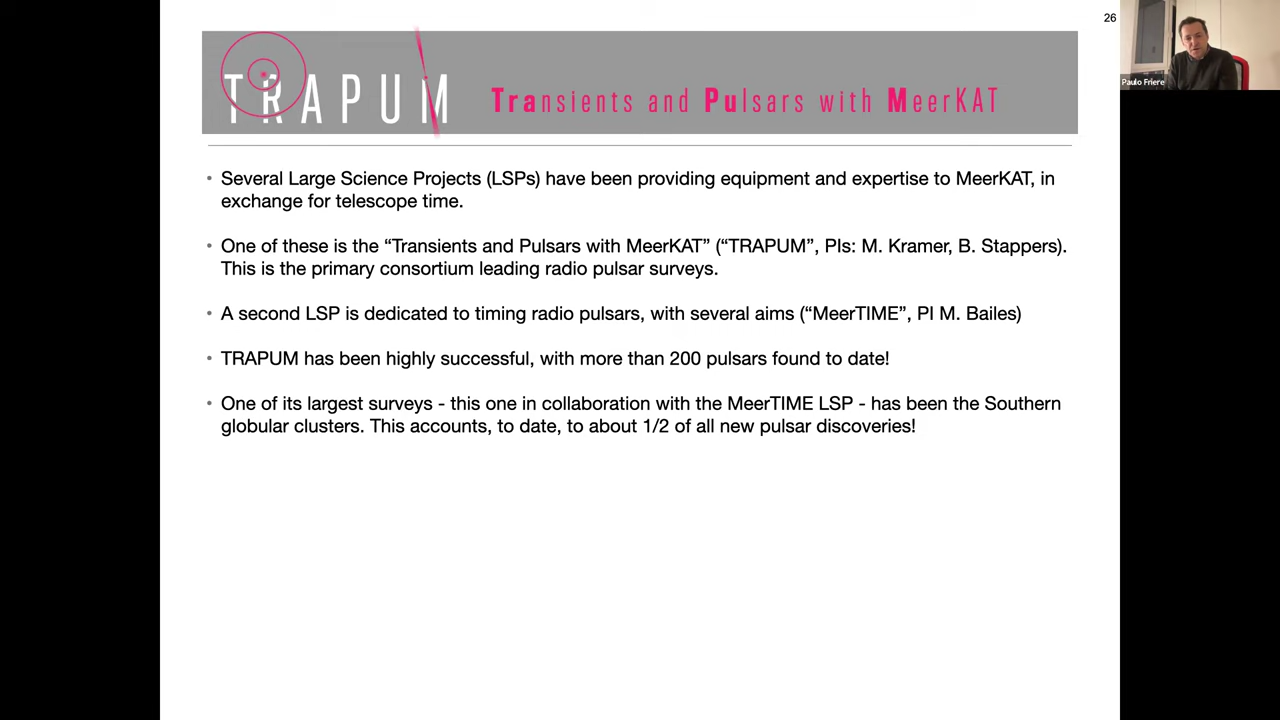 26
TRAPUM
Transients and Pulsars with MeerKAT
Paulo Friere
• Several Large Science Projects (LSPs) have been providing equipment and expertise to MeerKAT, in
exchange for telescope time.
• One of these is the “Transients and Pulsars with MeerKAT” (“TRAPUM”, PIs: M. Kramer, B. Stappers).
This is the primary consortium leading radio pulsar surveys.
• A second LSP is dedicated to timing radio pulsars, with several aims (“MeerTIME”, PI M. Bailes)
• TRAPUM has been highly successful, with more than 200 pulsars found to date!
• One of its largest surveys - this one in collaboration with the MeerTIME LSP - has been the Southern
globular clusters. This accounts, to date, to about 1/2 of all new pulsar discoveries!